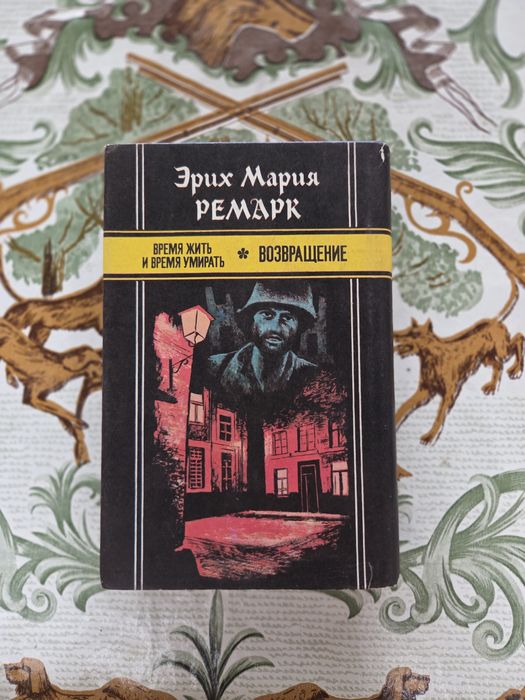 Эрих Мария
РЕМАРК
ВРЕМЯ ЖИТЬ
И ВРЕМЯ УМИРАТЬ * ВОЗВРАЩЕНИЕ